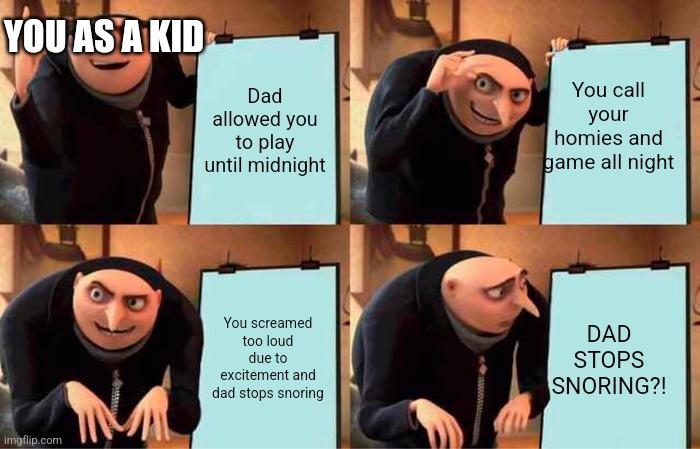 YOU AS A KID
Dad
allowed you
to play
until midnight
You call
your
homies and
game all night
You screamed
too loud
due to
excitement and
dad stops snoring
DAD
STOPS
SNORING?!
imgflip.com